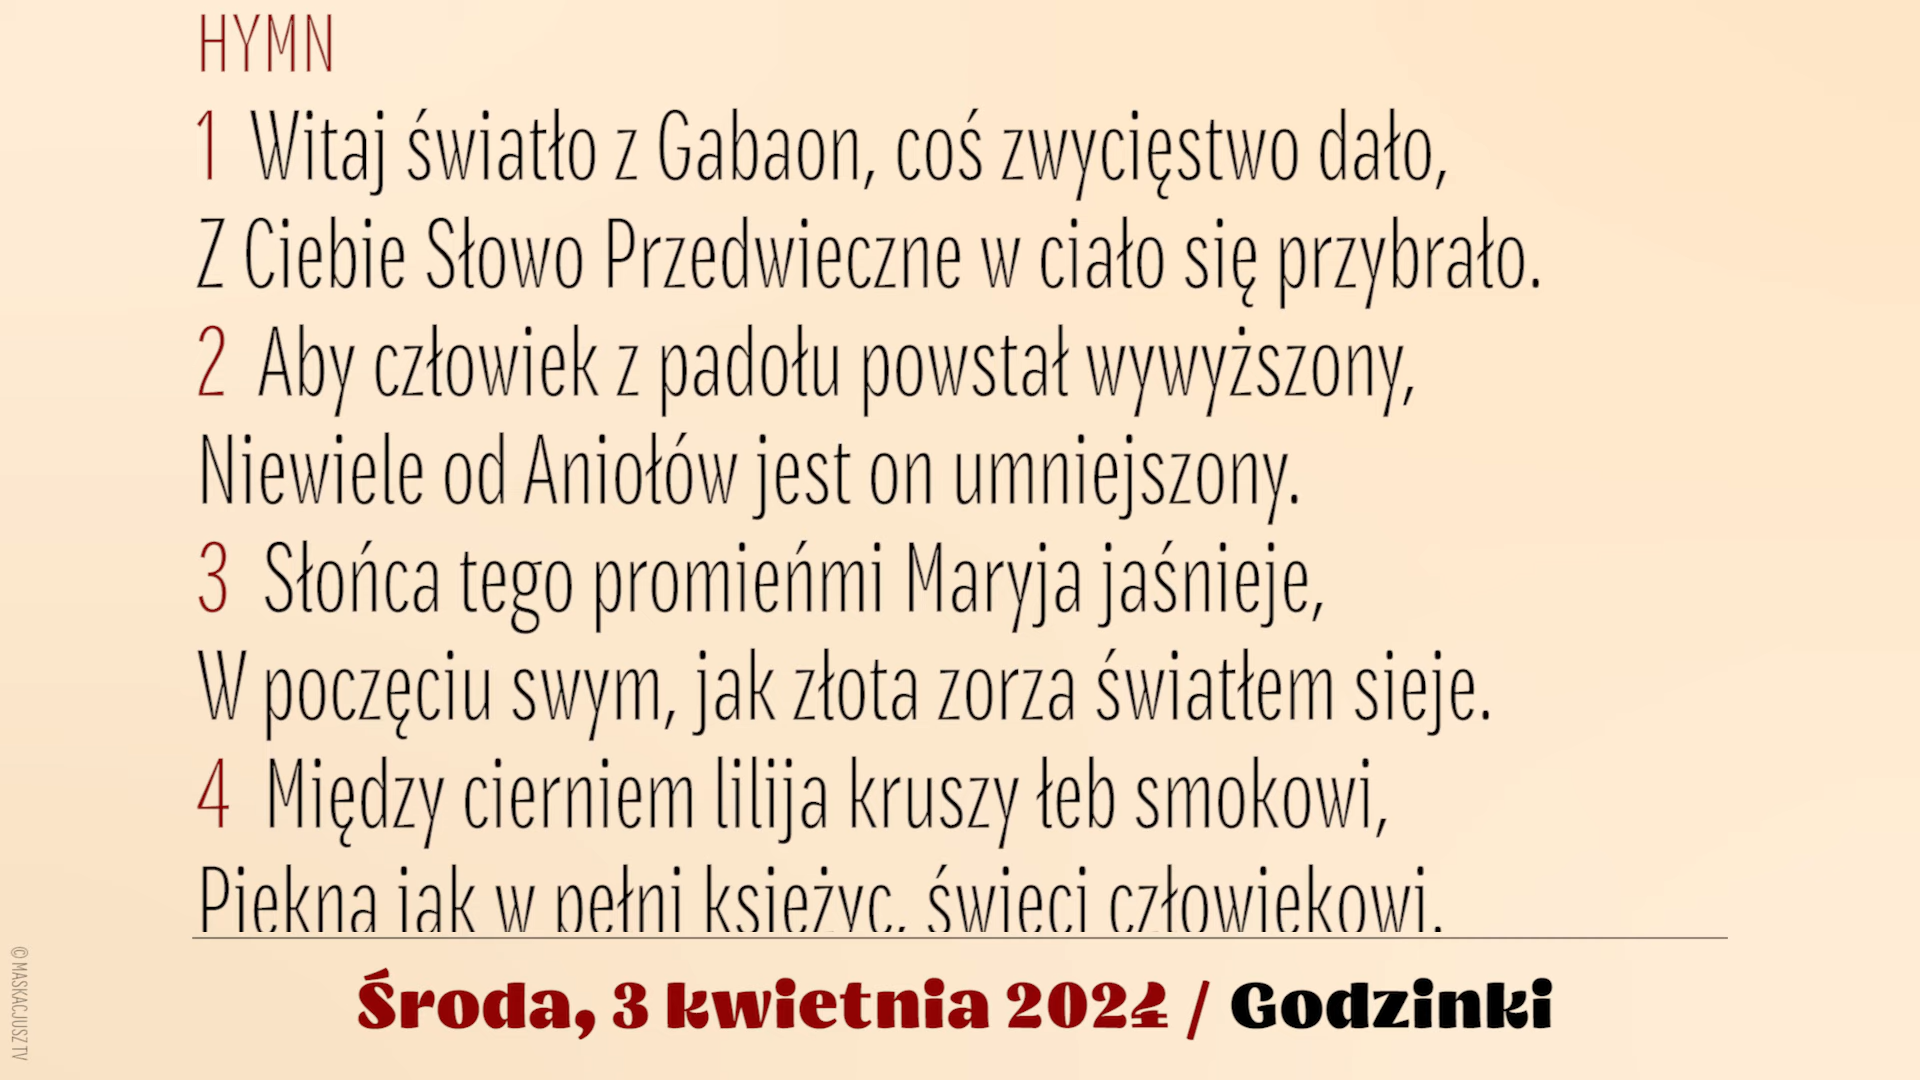 HYMN
1 Witaj światło z Gabaon, coś zwycięstwo dało,
Z Ciebie Słowo Przedwieczne w ciało się przybrało.
2 Aby człowiek z padołu powstał wywyższony,
Niewiele od Aniołów jest on umniejszony.
3 Słońca tego promieńmi Maryja jaśnieje,
W poczęciu swym, jak złota zorza światłem sieje.
4 Między cierniem lilija kruszy łeb smokowi,
Piękna jak w pełni księżyc, świeci człowiekowi.
Środa, 3 kwietnia 2024 / Godzinki
© MASKACJUSZ TV